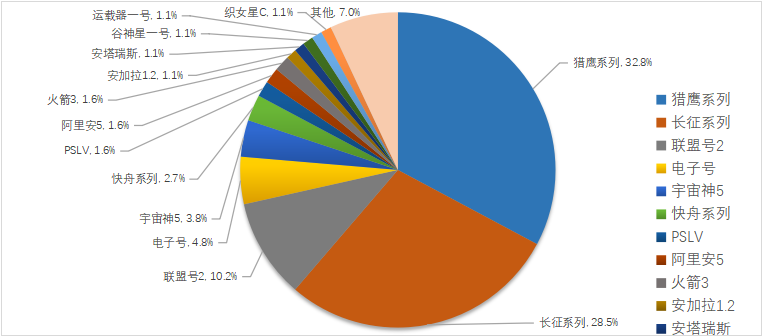 运载器一号, 1.1%
织女星C, 1.1%
其他, 7.0%
谷神星一号, 1.1%
安塔瑞斯, 1.1%
安加拉1.2, 1.1%
火箭3, 1.6%
阿里安5, 1.6%
PSLV, 1.6%
快舟系列, 2.7%
宇宙神5, 3.8%
电子号, 4.8%
联盟号2, 10.2%
长征系列, 28.5%
猎鹰系列, 32.8%
猎鹰系列
长征系列
联盟号2
电子号
宇宙神5
快舟系列
PSLV
阿里安5
火箭3
安加拉1.2
安塔瑞斯